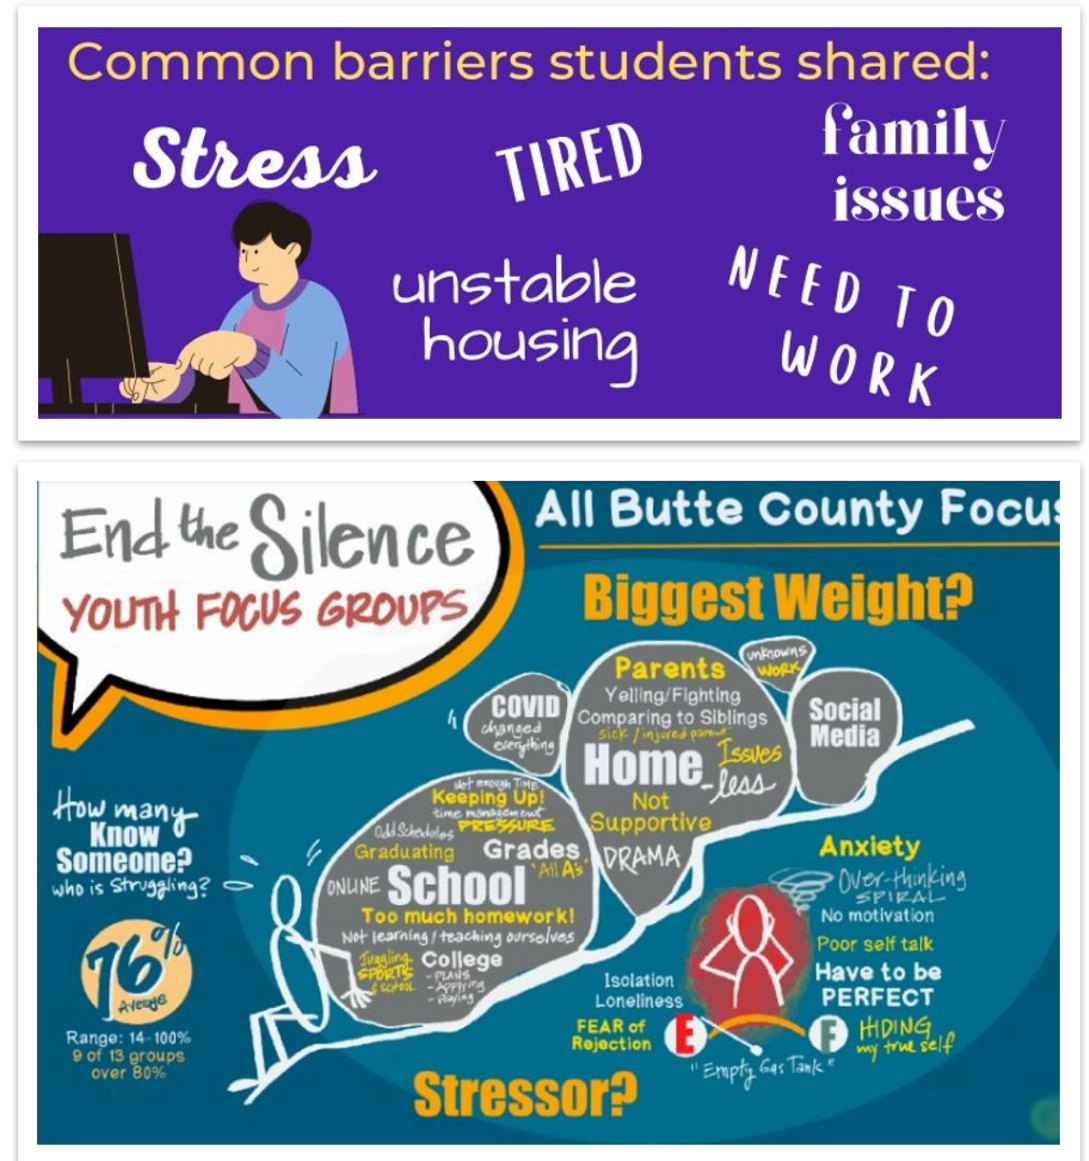 Common barriers students shared:
Stress
TIRED
family
issues
unstable
housing
NEED TO
WORK
End the Silence
YOUTH FOCUS GROUPS
All Butte County Focus
Biggest Weight?
unknowns
WORK
Parents
Yelling/Fighting
Comparing to Siblings
sick / injured parent
Home Issues
-less
Not
Supportive
DRAMA
COVID
changed
everything
Social
Media
Not enough TIME
Keeping Up!
time management
PRESSURE
Odd Schedules
Graduating
Grades
'All A's'
ONLINE School
Too much homework!
Not learning / teaching ourselves
Juggling
SPORTS
& SCHOOL
College
- PLANS
- Applying
- Paying
How many
Know
Someone?
who is struggling?
76%
AVERAGE
Range: 14-100%
9 of 13 groups
over 80%
Anxiety
Over-thinking
SPIRAL
No motivation
Poor self talk
Have to be
PERFECT
HIDING
my true self
Isolation
Loneliness
FEAR of
Rejection
E
F
"Empty Gas Tank"
Stressor?